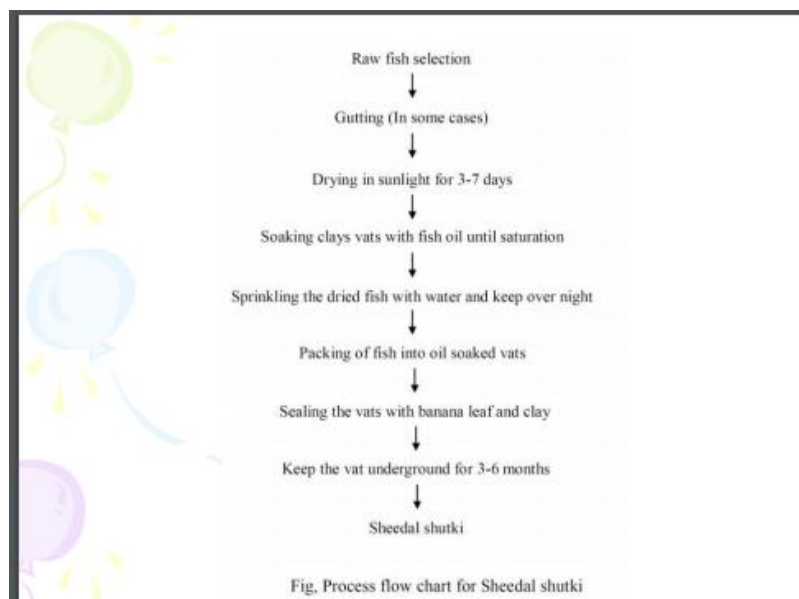 Raw fish selection
Gutting (In some cases)
Drying in sunlight for 3-7 days
Soaking clays vats with fish oil until saturation
Sprinkling the dried fish with water and keep over night
Packing of fish into oil soaked vats
Sealing the vats with banana leaf and clay
Keep the vat underground for 3-6 months
Sheedal shutki
Fig, Process flow chart for Sheedal shutki